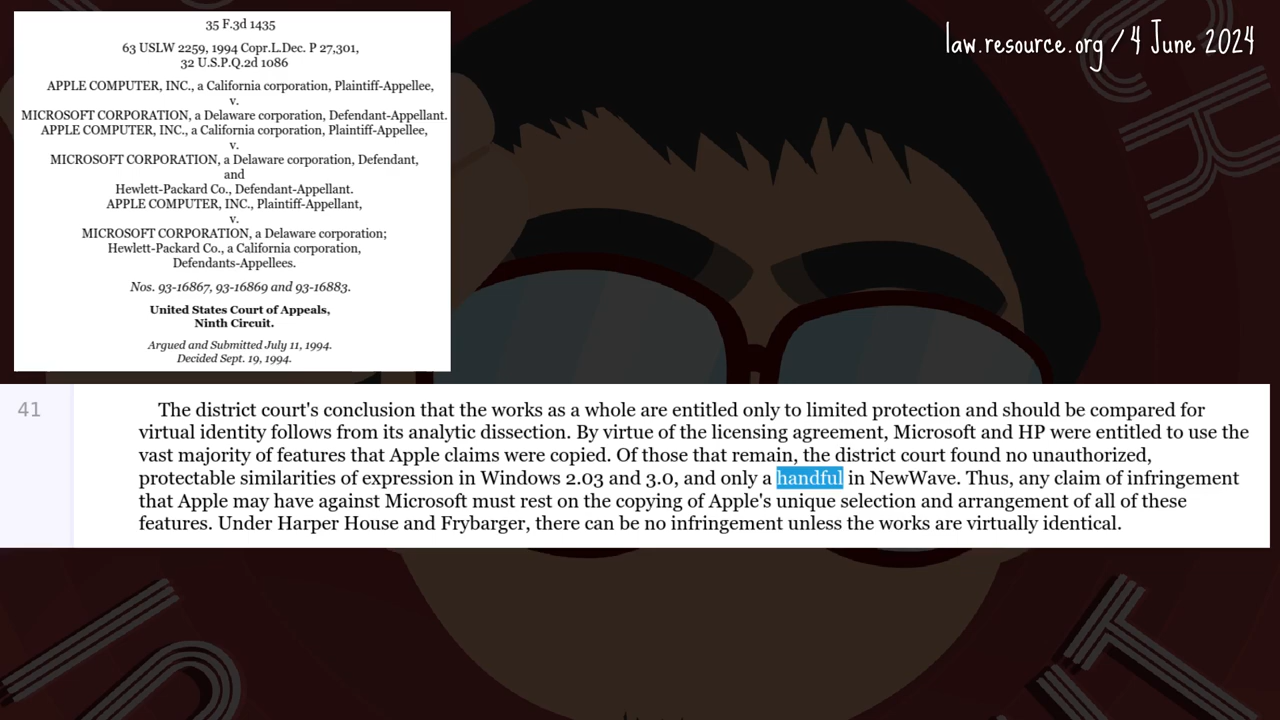 35 F.3d 1435
63 USLW 2259, 1994 Copr.L.Dec. P 27,301,
32 U.S.P.Q.2d 1086
APPLE COMPUTER, INC., a California corporation, Plaintiff-Appellee,
v.
MICROSOFT CORPORATION, a Delaware corporation, Defendant-Appellant.
APPLE COMPUTER, INC., a California corporation, Plaintiff-Appellee,
v.
MICROSOFT CORPORATION, a Delaware corporation, Defendant,
and
Hewlett-Packard Co., Defendant-Appellant.
APPLE COMPUTER, INC., Plaintiff-Appellant,
v.
MICROSOFT CORPORATION, a Delaware corporation;
Hewlett-Packard Co., a California corporation,
Defendants-Appellees.
Nos. 93-16867, 93-16869 and 93-16883.
United States Court of Appeals,
Ninth Circuit.
Argued and Submitted July 11, 1994.
Decided Sept. 19, 1994.
law.resource.org / 4 June 2024
41
The district court's conclusion that the works as a whole are entitled only to limited protection and should be compared for
virtual identity follows from its analytic dissection. By virtue of the licensing agreement, Microsoft and HP were entitled to use the
vast majority of features that Apple claims were copied. Of those that remain, the district court found no unauthorized,
protectable similarities of expression in Windows 2.03 and 3.0, and only a handful in NewWave. Thus, any claim of infringement
that Apple may have against Microsoft must rest on the copying of Apple's unique selection and arrangement of all of these
features. Under Harper House and Frybarger, there can be no infringement unless the works are virtually identical.